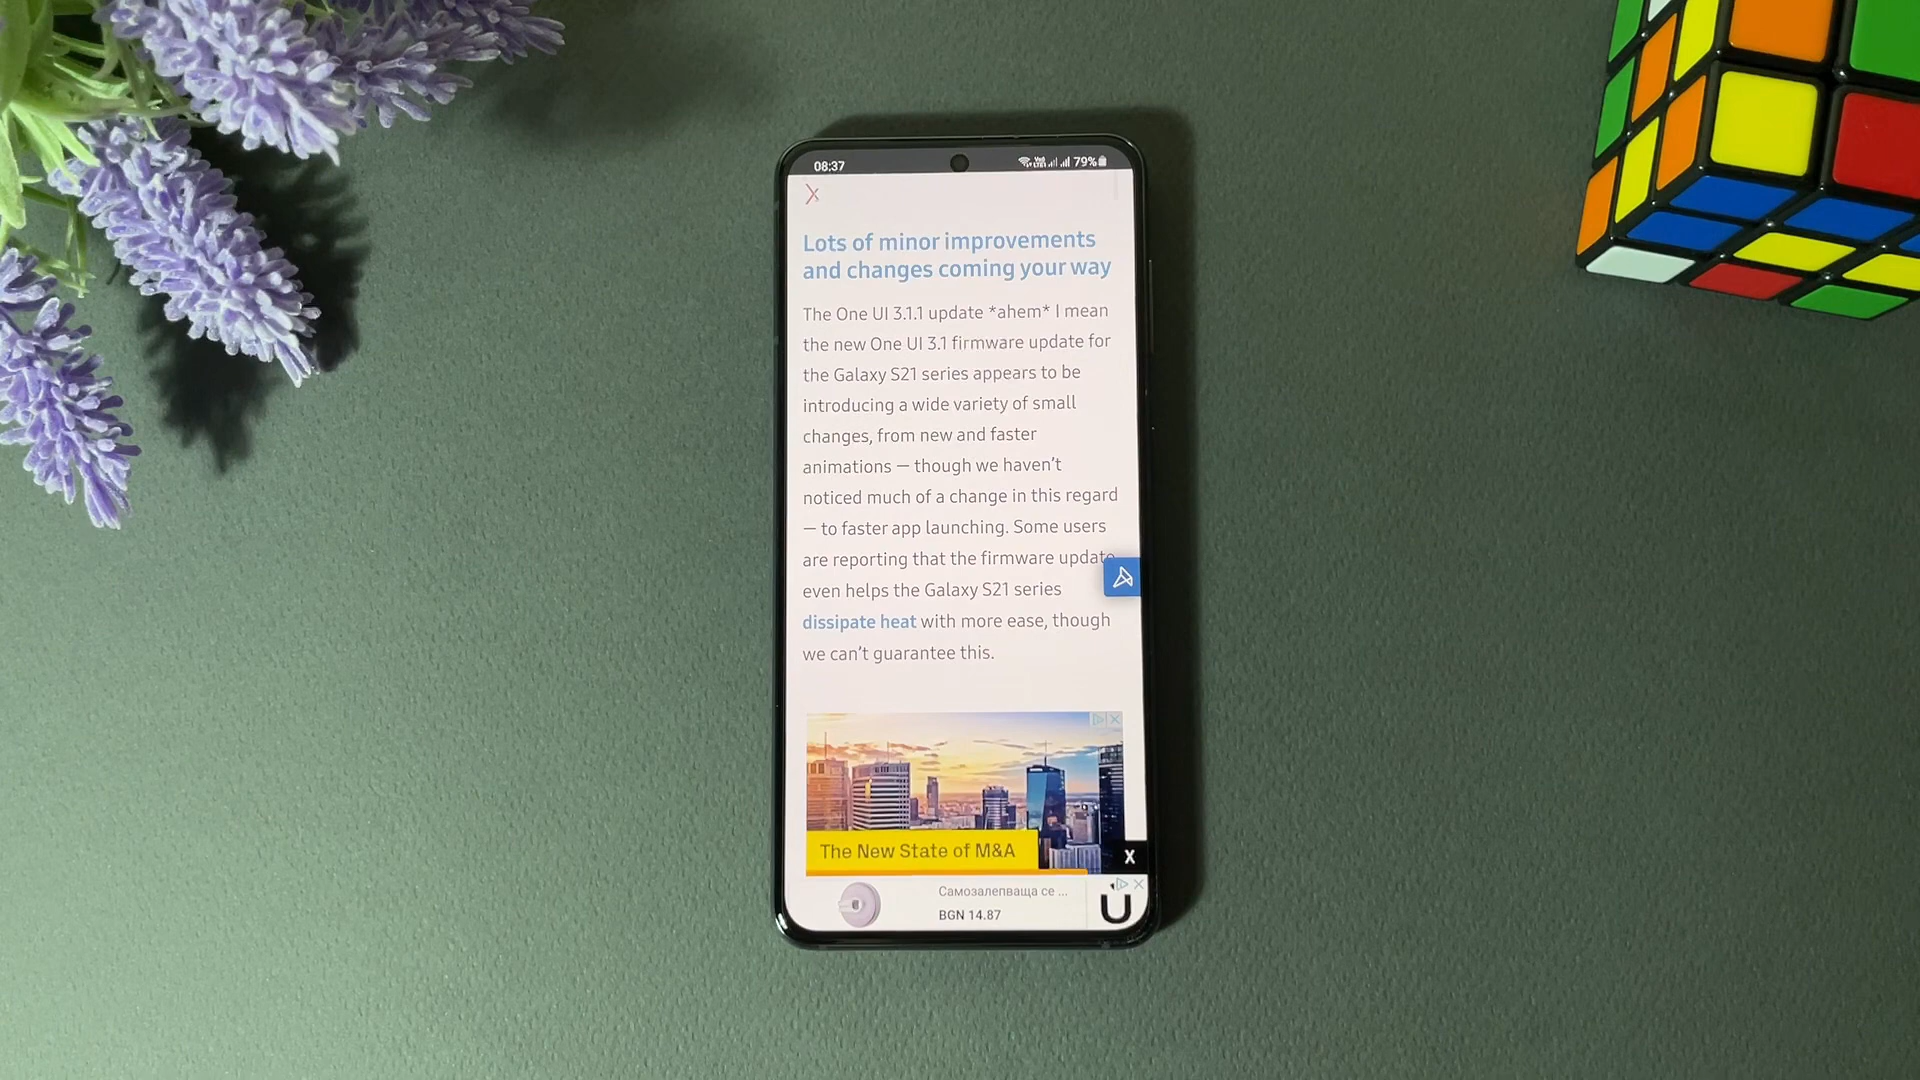 08:37
79%
Lots of minor improvements
and changes coming your way
The One UI 3.1.1 update *ahem* I mean
the new One UI 3.1 firmware update for
the Galaxy S21 series appears to be
introducing a wide variety of small
changes, from new and faster
animations — though we haven't
noticed much of a change in this regard
— to faster app launching. Some users
are reporting that the firmware update
even helps the Galaxy S21 series
dissipate heat with more ease, though
we can't guarantee this.
The New State of M&A
X
Самозалепваща се ...
BGN 14.87